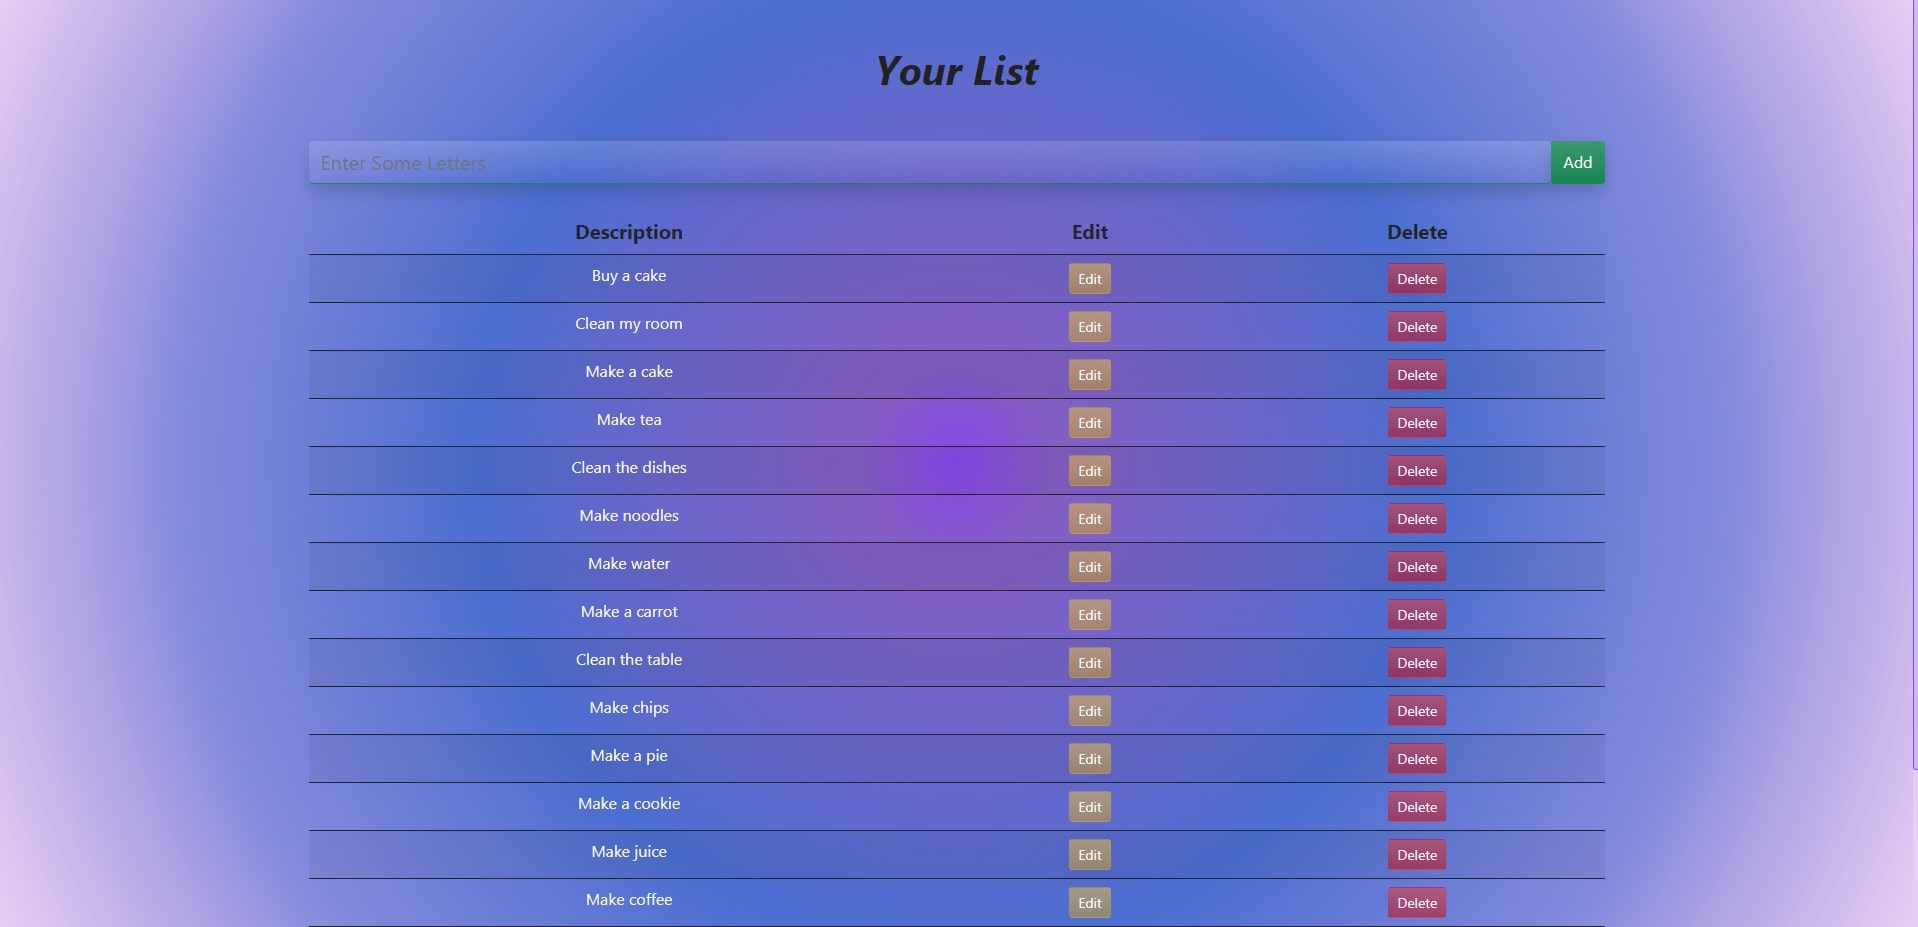 Your List
Enter Some Letters Add
Description Edit Delete
Buy a cake Edit Delete
Clean my room Edit Delete
Make a cake Edit Delete
Make tea Edit Delete
Clean the dishes Edit Delete
Make noodles Edit Delete
Make water Edit Delete
Make a carrot Edit Delete
Clean the table Edit Delete
Make chips Edit Delete
Make a pie Edit Delete
Make a cookie Edit Delete
Make juice Edit Delete
Make coffee Edit Delete